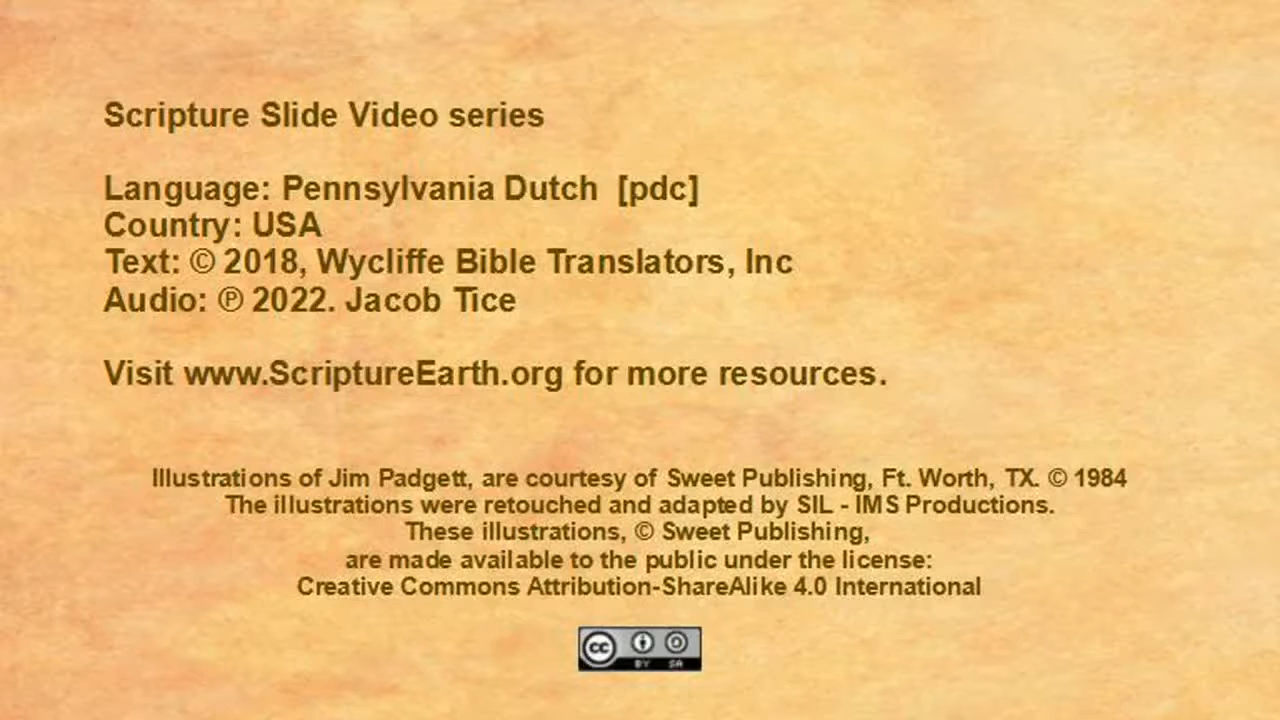 Scripture Slide Video series
Language: Pennsylvania Dutch [pdc]
Country: USA
Text: © 2018, Wycliffe Bible Translators, Inc
Audio: ℗ 2022. Jacob Tice
Visit www.ScriptureEarth.org for more resources.
Illustrations of Jim Padgett, are courtesy of Sweet Publishing, Ft. Worth, TX. © 1984
The illustrations were retouched and adapted by SIL - IMS Productions.
These illustrations, © Sweet Publishing,
are made available to the public under the license:
Creative Commons Attribution-ShareAlike 4.0 International
cc BY SA